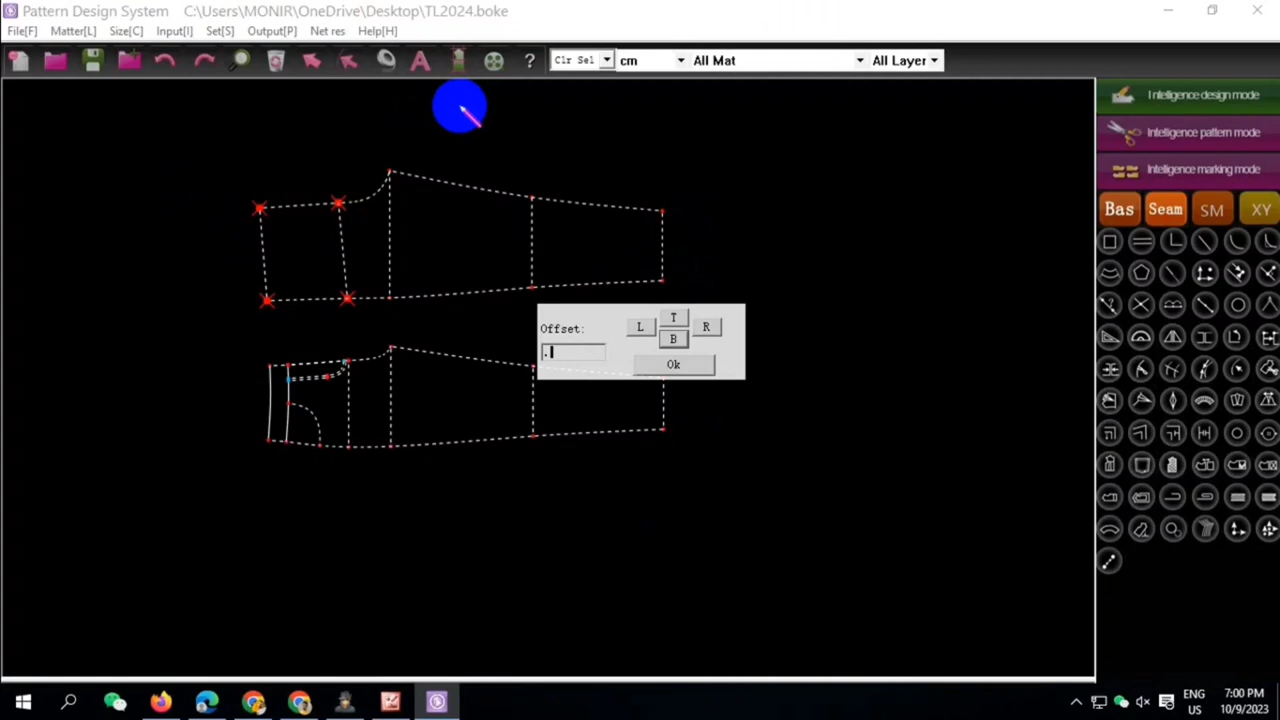 Pattern Design System C:\Users\MONIR\OneDrive\Desktop\TL2024.boke
File[F] Matter[L] Size[C] Input[I] Set[S] Output[P] Net res Help[H]
A ? Clr Sel cm All Mat All Layer
Intelligence design mode
Intelligence pattern mode
Intelligence marking mode
Bas Seam SM XY
Offset:
L T R
.
B
Ok
ENG
US
7:00 PM
10/9/2023